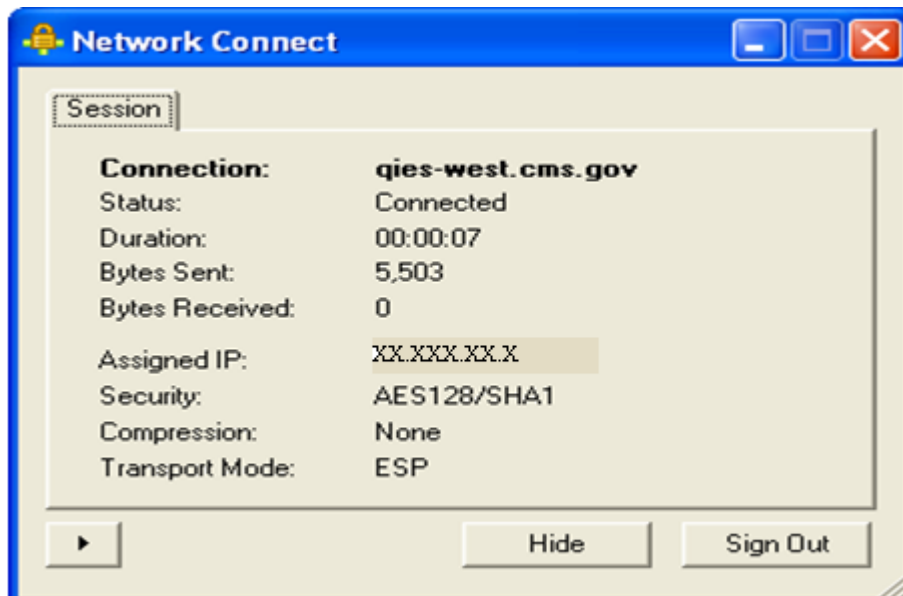 Network Connect
Session
Connection: qies-west.cms.gov
Status: Connected
Duration: 00:00:07
Bytes Sent: 5,503
Bytes Received: 0
Assigned IP: XX.XXX.XX.X
Security: AES128/SHA1
Compression: None
Transport Mode: ESP
Hide Sign Out